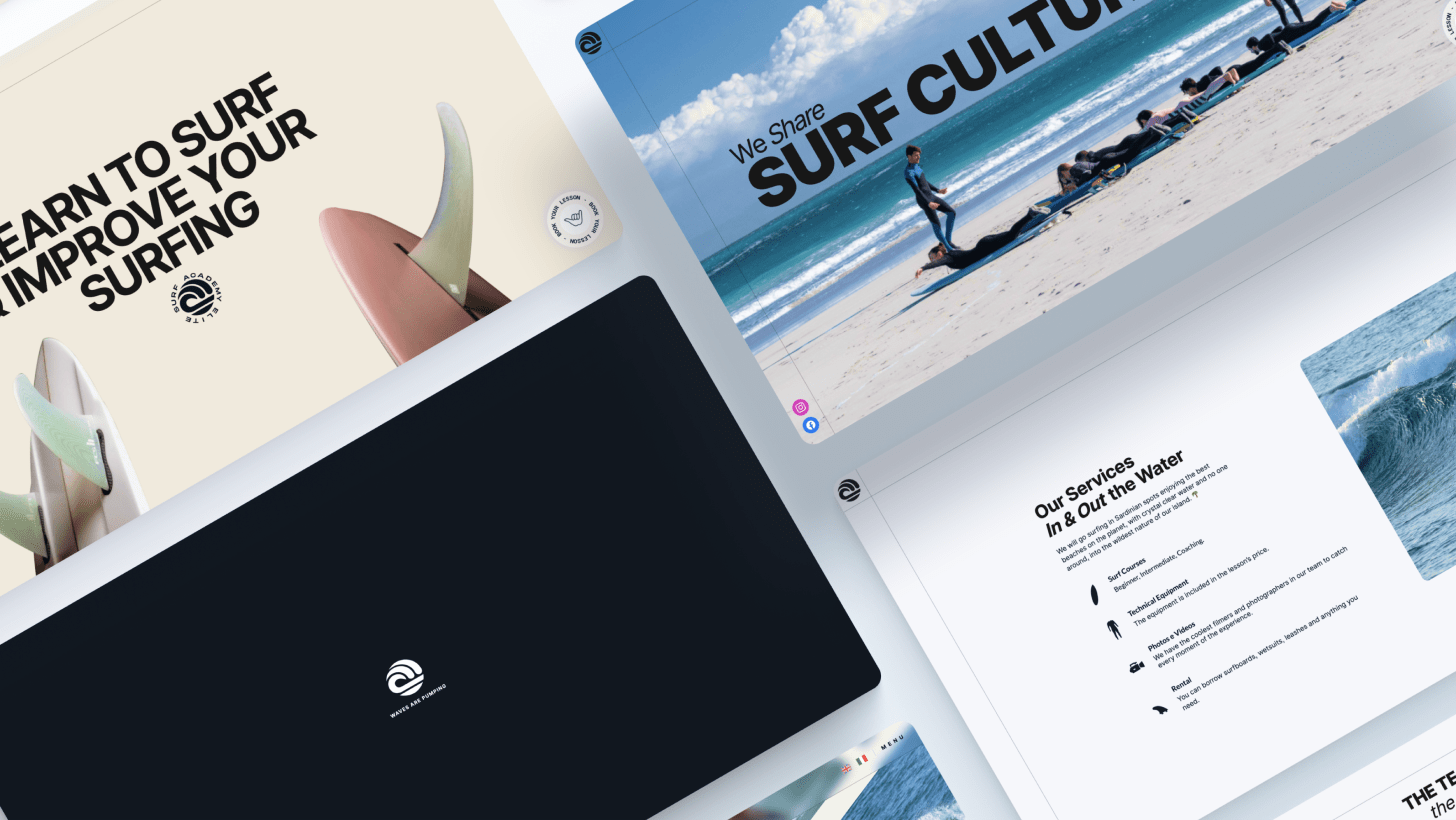 LEARN TO SURF
IMPROVE YOUR
SURFING
SURF ACADEMY ELITE
BOOK YOUR LESSON - BOOK YOUR LESSON -
We Share
SURF CULTUR
LESSON -
WAVES ARE PUMPING
Our Services
In & Out the Water
We will go surfing in Sardinian spots enjoying the best
beaches on the planet, with crystal clear water and no one
around, into the wildest nature of our island. 🌴
Surf Courses
Beginner, Intermediate, Coaching.
Technical Equipment
The equipment is included in the lesson's price.
Photos e Videos
We have the coolest filmers and photographers in our team to catch
every moment of the experience.
Rental
You can borrow surfboards, wetsuits, leashes and anything you
need.
MENU
THE TE
the